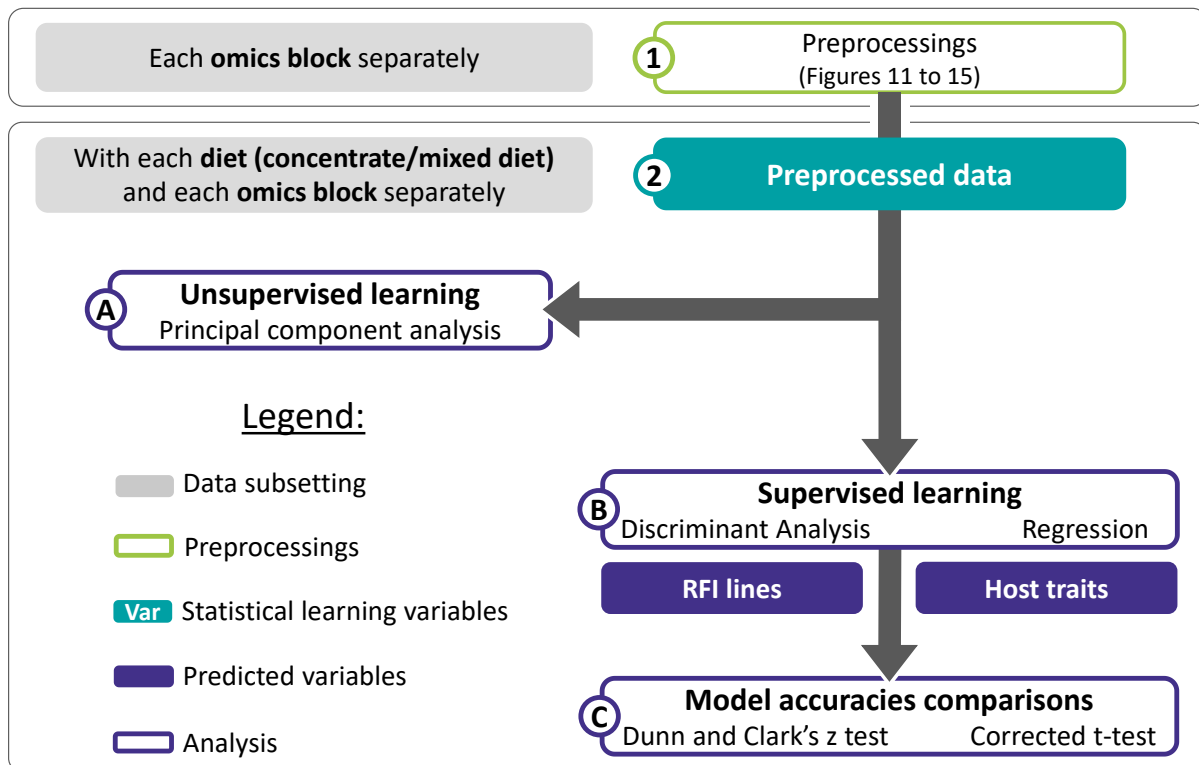 Each omics block separately
1
Preprocessings
(Figures 11 to 15)
With each diet (concentrate/mixed diet)
and each omics block separately
2
Preprocessed data
A
Unsupervised learning
Principal component analysis
Legend:
Data subsetting
Preprocessings
Var Statistical learning variables
Predicted variables
Analysis
B
Supervised learning
Discriminant Analysis Regression
RFI lines
Host traits
C
Model accuracies comparisons
Dunn and Clark’s z test Corrected t-test